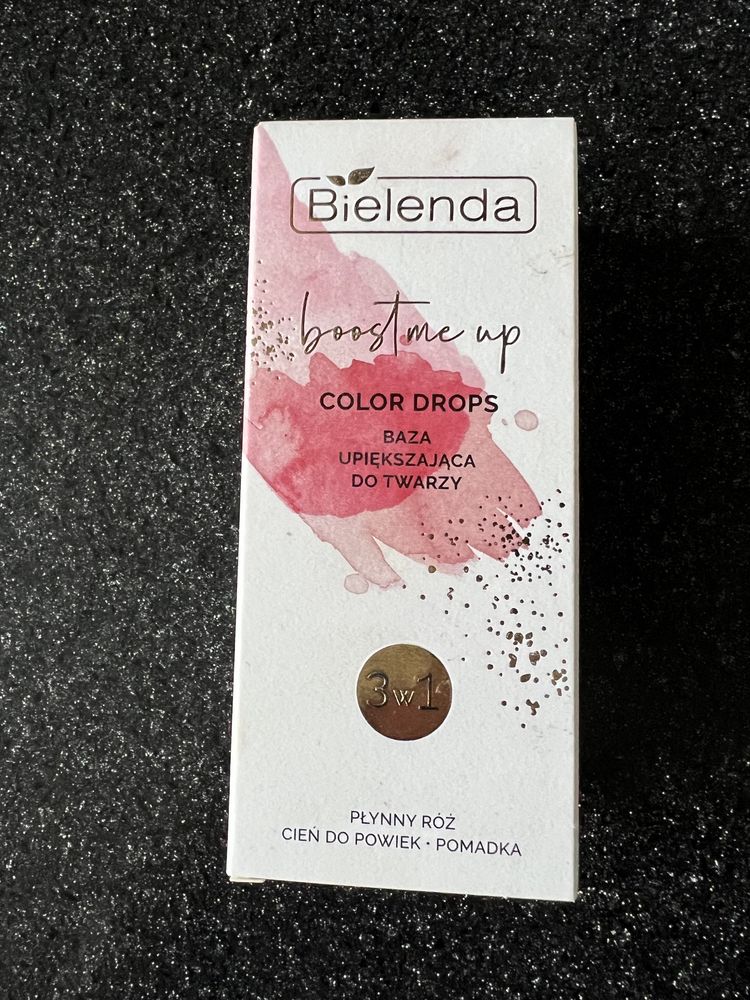 Bielenda
boost me up
COLOR DROPS
BAZA
UPIĘKSZAJĄCA
DO TWARZY
3w1
PŁYNNY RÓŻ
CIEŃ DO POWIEK • POMADKA